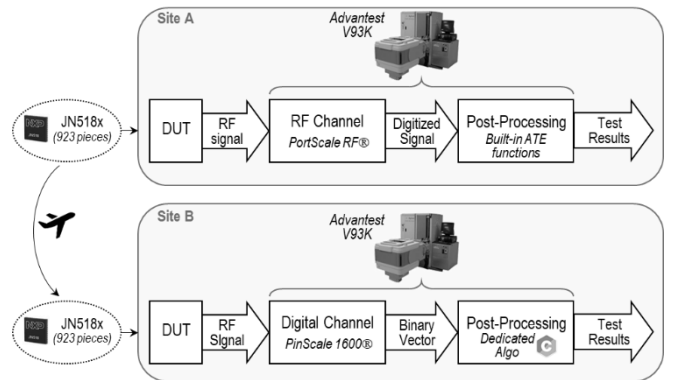 Site A
Advantest
V93K
JN518x
(923 pieces)
DUT
RF
signal
RF Channel
PortScale RF®
Digitized
Signal
Post-Processing
Built-in ATE
functions
Test
Results
Site B
Advantest
V93K
JN518x
(923 pieces)
DUT
RF
SIgnal
Digital Channel
PinScale 1600®
Binary
Vector
Post-Processing
Dedicated
Algo
C
Test
Results